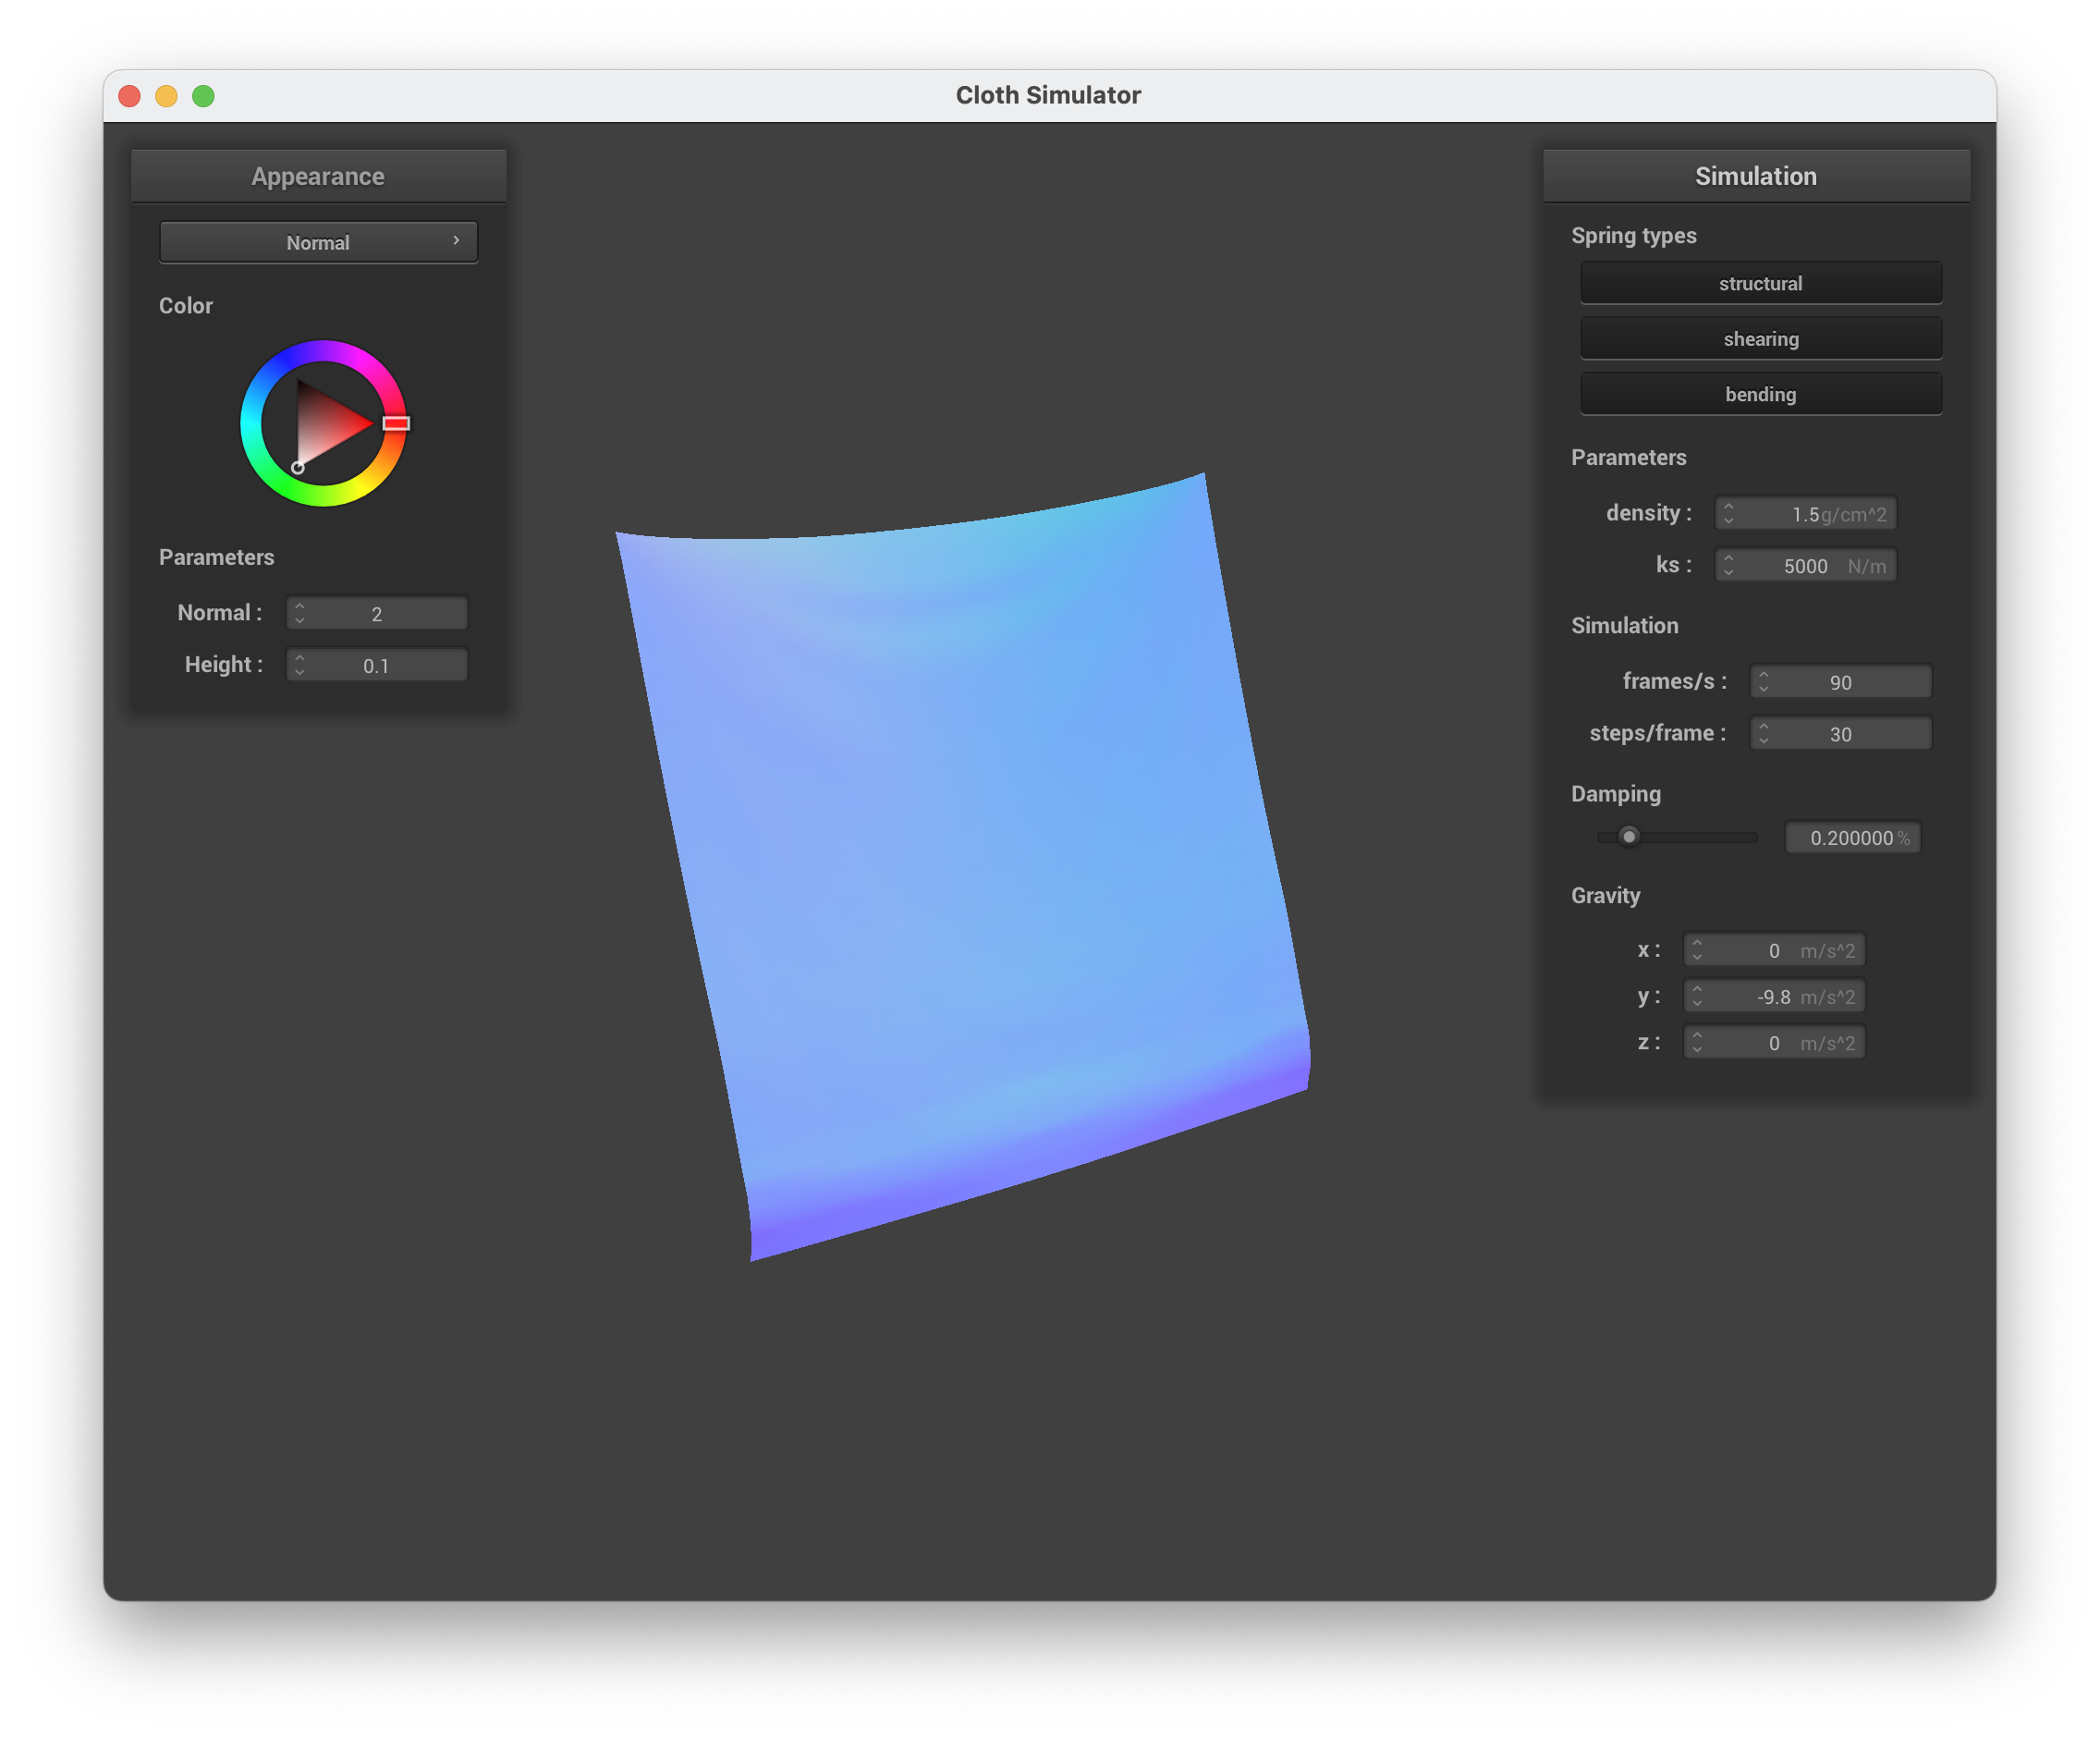 Cloth Simulator
Appearance
Normal
Color
Parameters
Normal : 2
Height : 0.1
Simulation
Spring types
structural
shearing
bending
Parameters
density : 1.5 g/cm^2
ks : 5000 N/m
Simulation
frames/s : 90
steps/frame : 30
Damping
0.200000 %
Gravity
x : 0 m/s^2
y : -9.8 m/s^2
z : 0 m/s^2